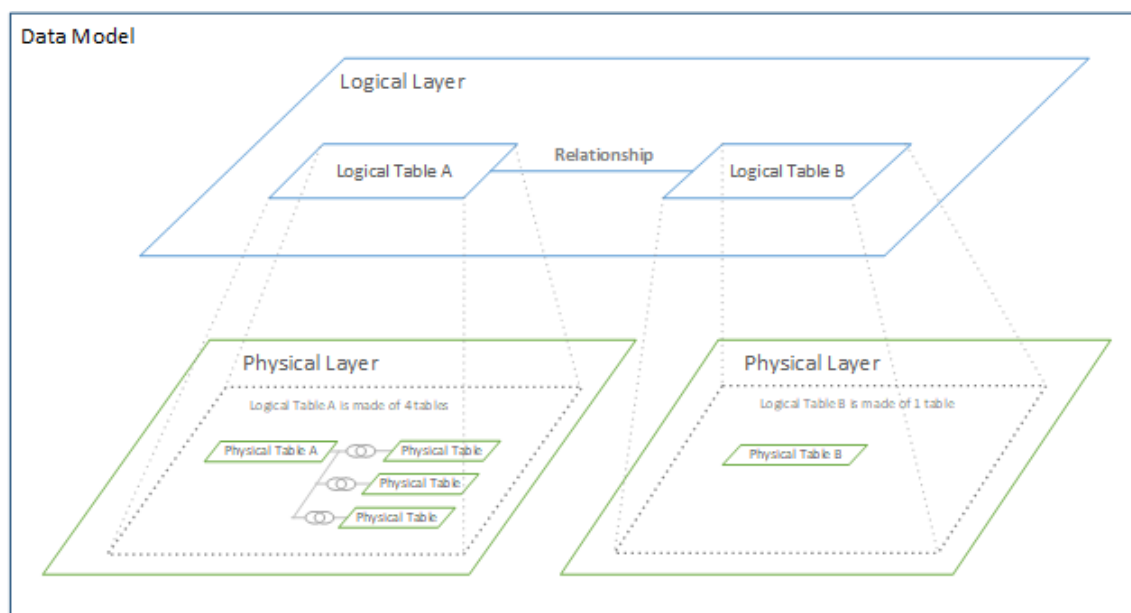 Data Model
Logical Layer
Logical Table A
Relationship
Logical Table B
Physical Layer
Logical Table A is made of 4 tables
Physical Table A
Physical Table
Physical Table
Physical Table
Physical Layer
Logical Table B is made of 1 table
Physical Table B